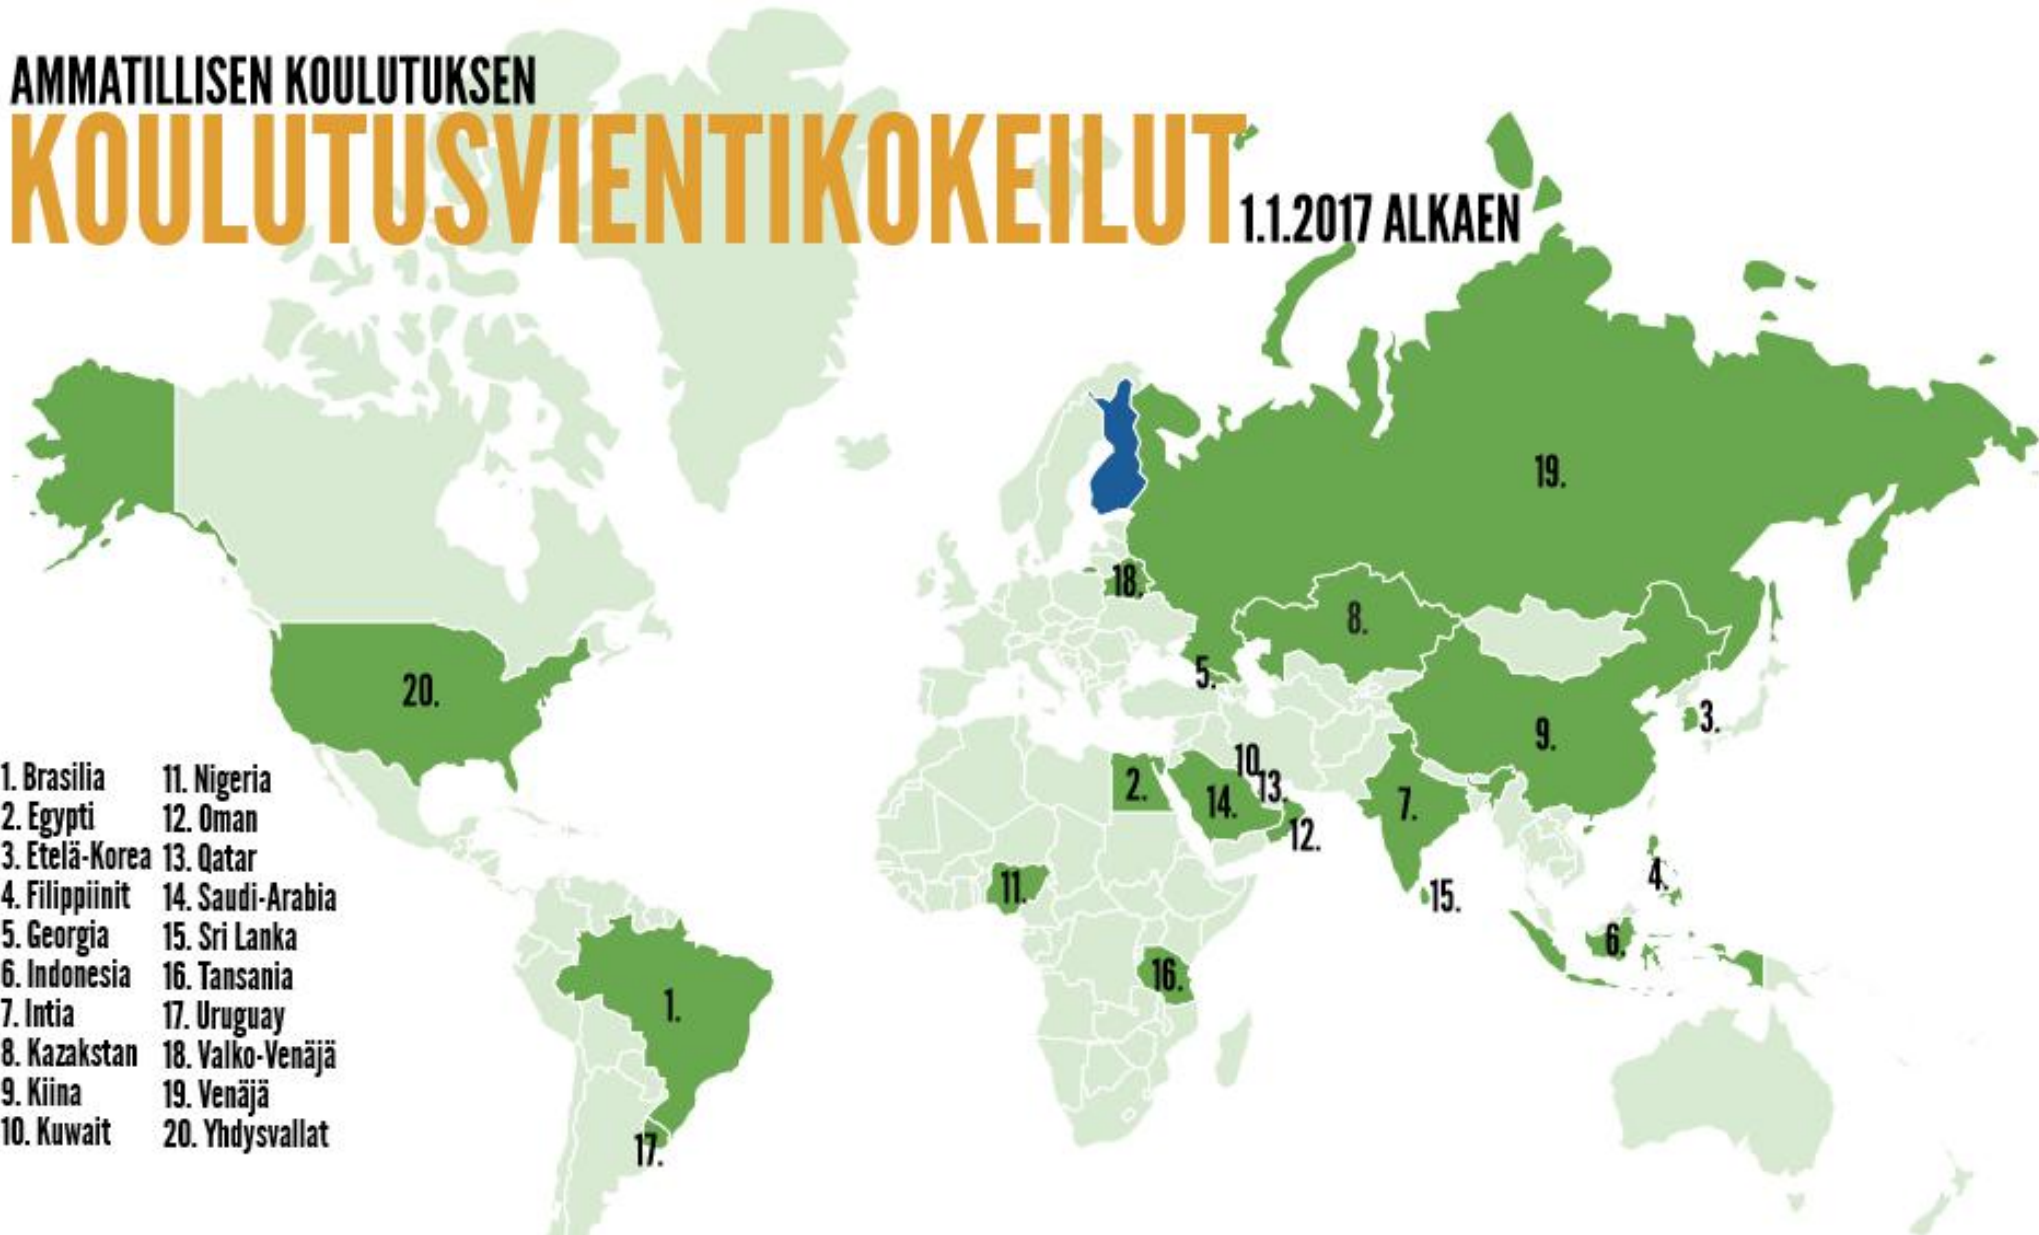 AMMATILLISEN KOULUTUKSEN
KOULUTUSVIENTIKOKEILUT
1.1.2017 ALKAEN
19.
18.
8.
5.
20.
3.
9.
10.
13.
2.
14.
7.
12.
4.
11.
15.
6.
16.
1.
17.
1. Brasilia
2. Egypti
3. Etelä-Korea
4. Filippiinit
5. Georgia
6. Indonesia
7. Intia
8. Kazakstan
9. Kiina
10. Kuwait
11. Nigeria
12. Oman
13. Qatar
14. Saudi-Arabia
15. Sri Lanka
16. Tansania
17. Uruguay
18. Valko-Venäjä
19. Venäjä
20. Yhdysvallat